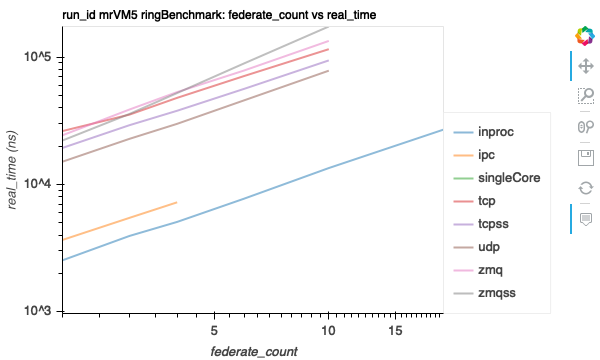 run_id mrVM5 ringBenchmark: federate_count vs real_time
10^5
10^4
10^3
real_time (ns)
5
10
15
federate_count
inproc
ipc
singleCore
tcp
tcpss
udp
zmq
zmqss